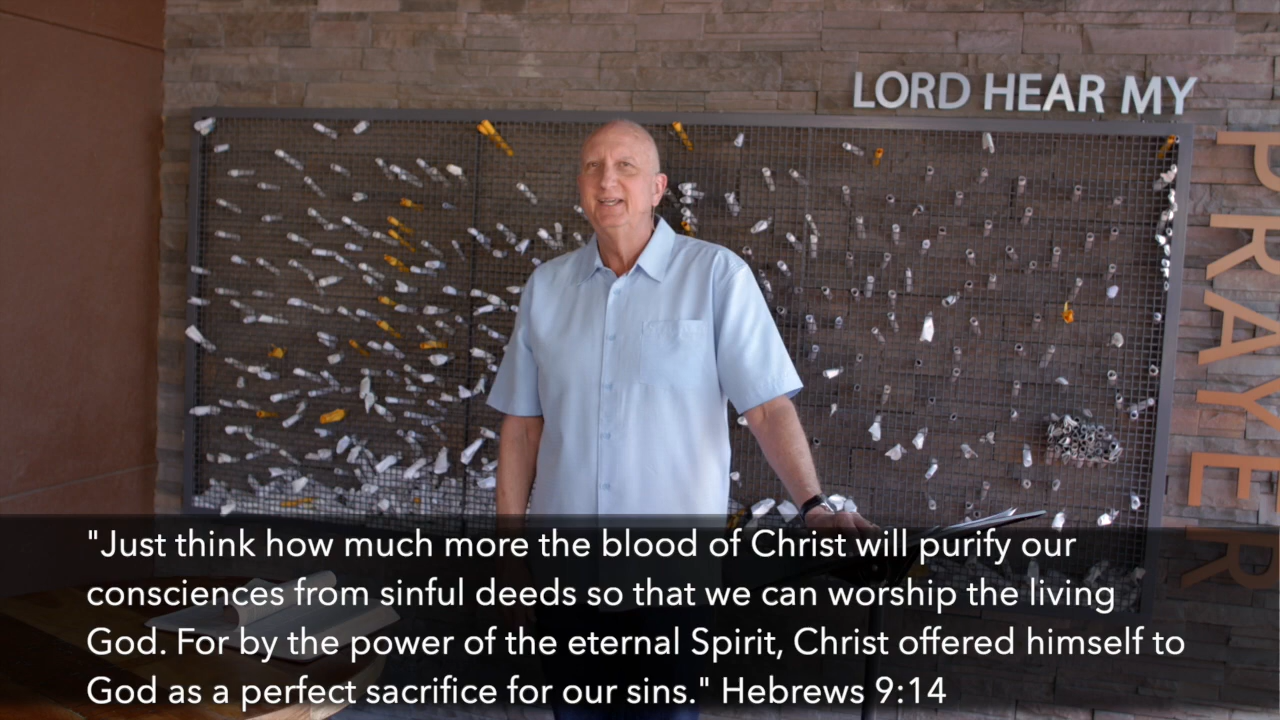 LORD HEAR MY
PRAYER
"Just think how much more the blood of Christ will purify our
consciences from sinful deeds so that we can worship the living
God. For by the power of the eternal Spirit, Christ offered himself to
God as a perfect sacrifice for our sins." Hebrews 9:14